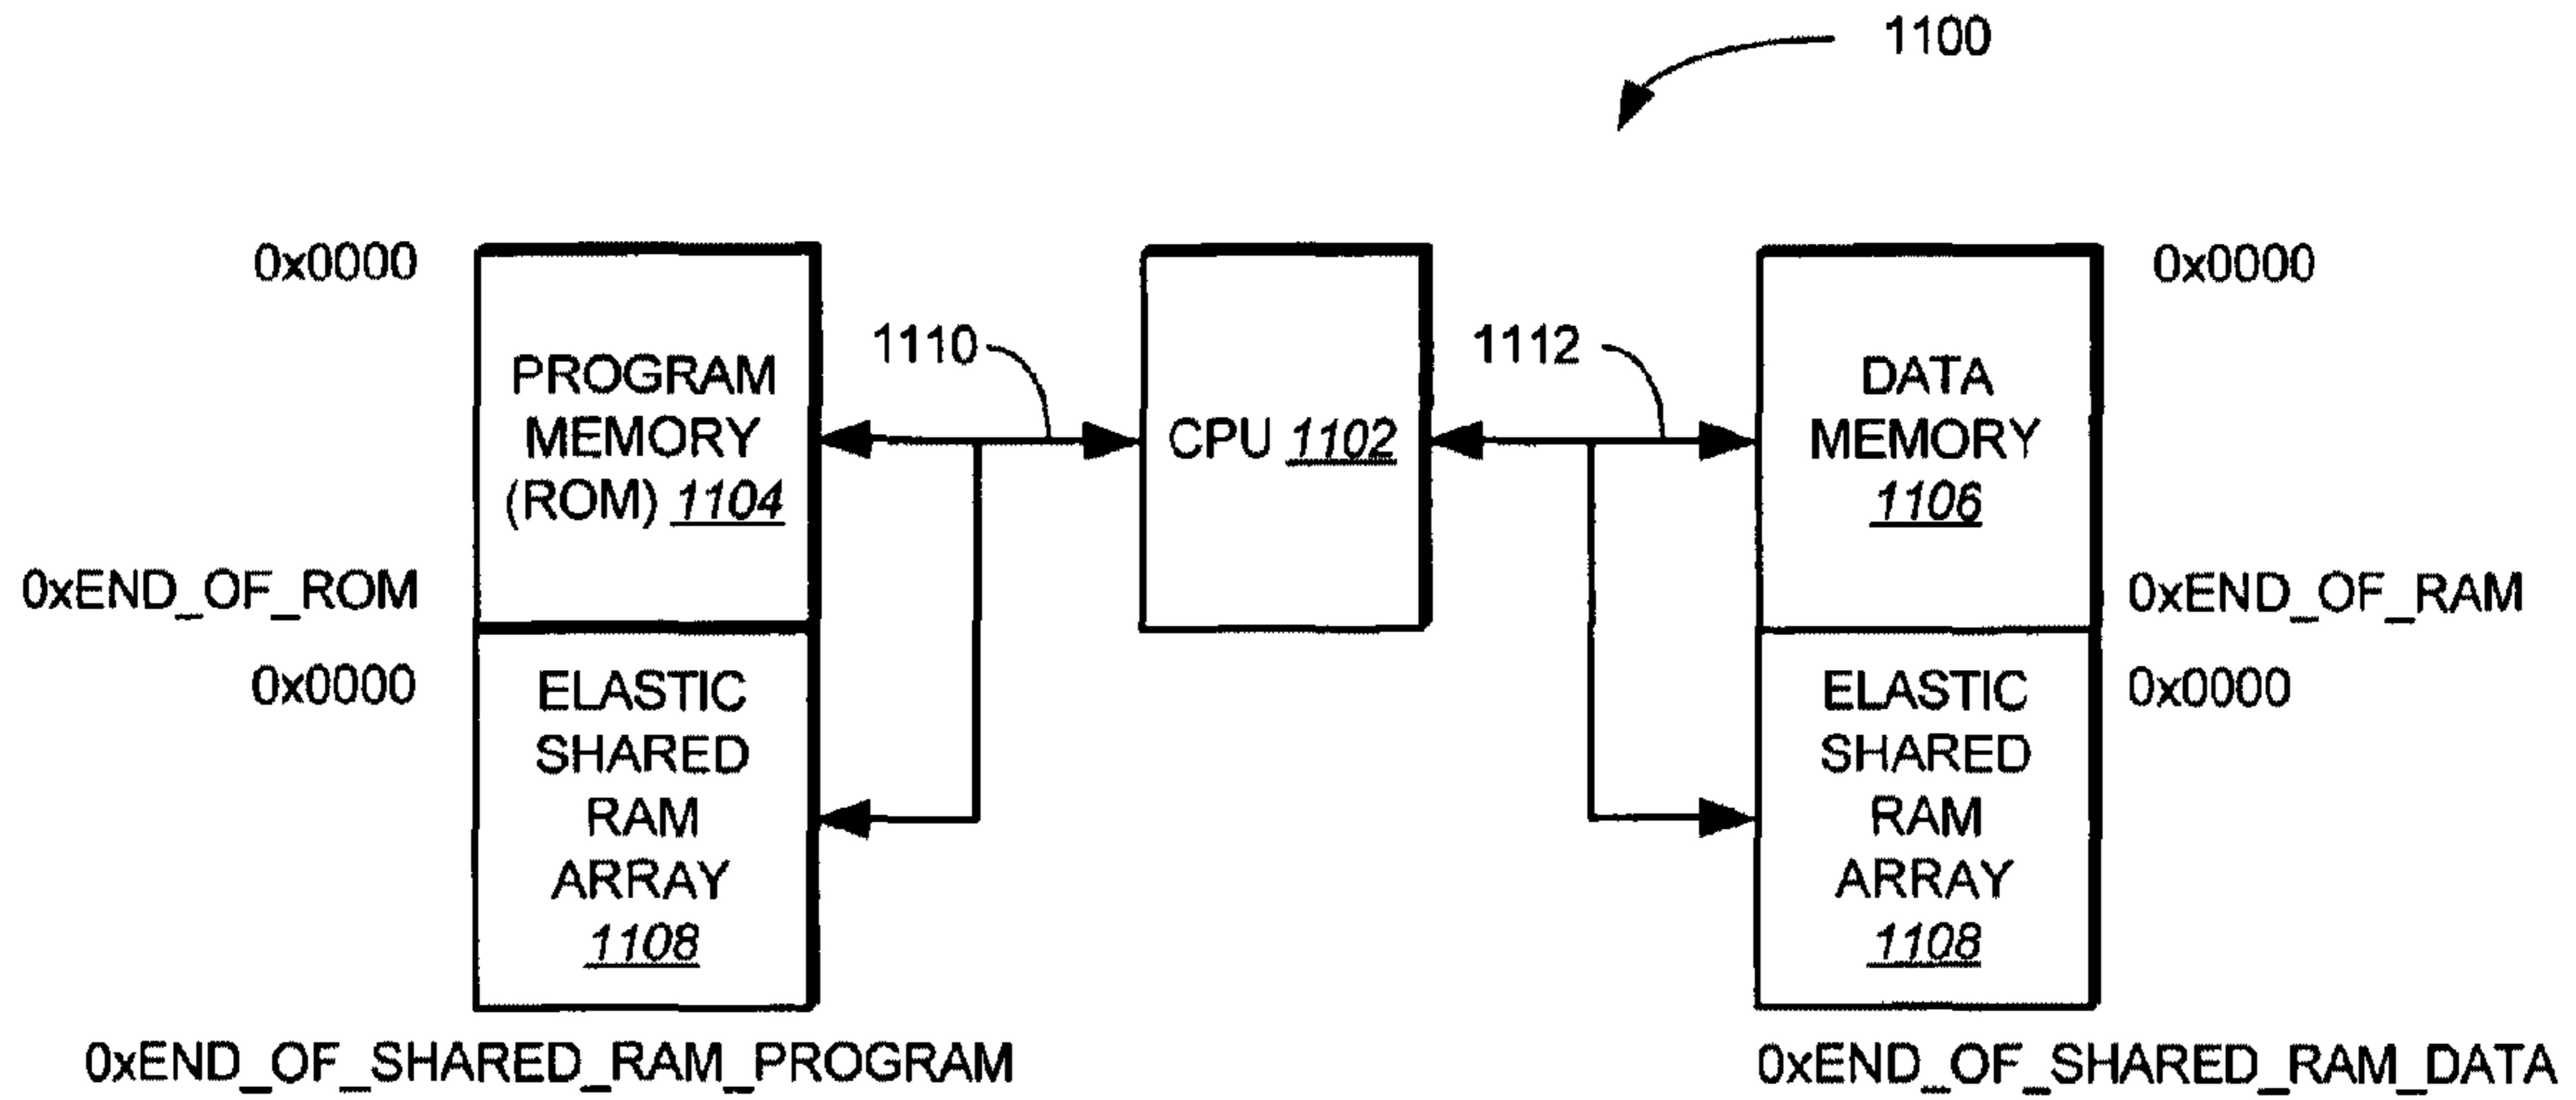 1100
0x0000
0x0000
PROGRAM
MEMORY
(ROM) 1104
1110
CPU 1102
1112
DATA
MEMORY
1106
0xEND_OF_ROM
0xEND_OF_RAM
0x0000
ELASTIC
SHARED
RAM
ARRAY
1108
ELASTIC
SHARED
RAM
ARRAY
1108
0x0000
0xEND_OF_SHARED_RAM_PROGRAM
0xEND_OF_SHARED_RAM_DATA